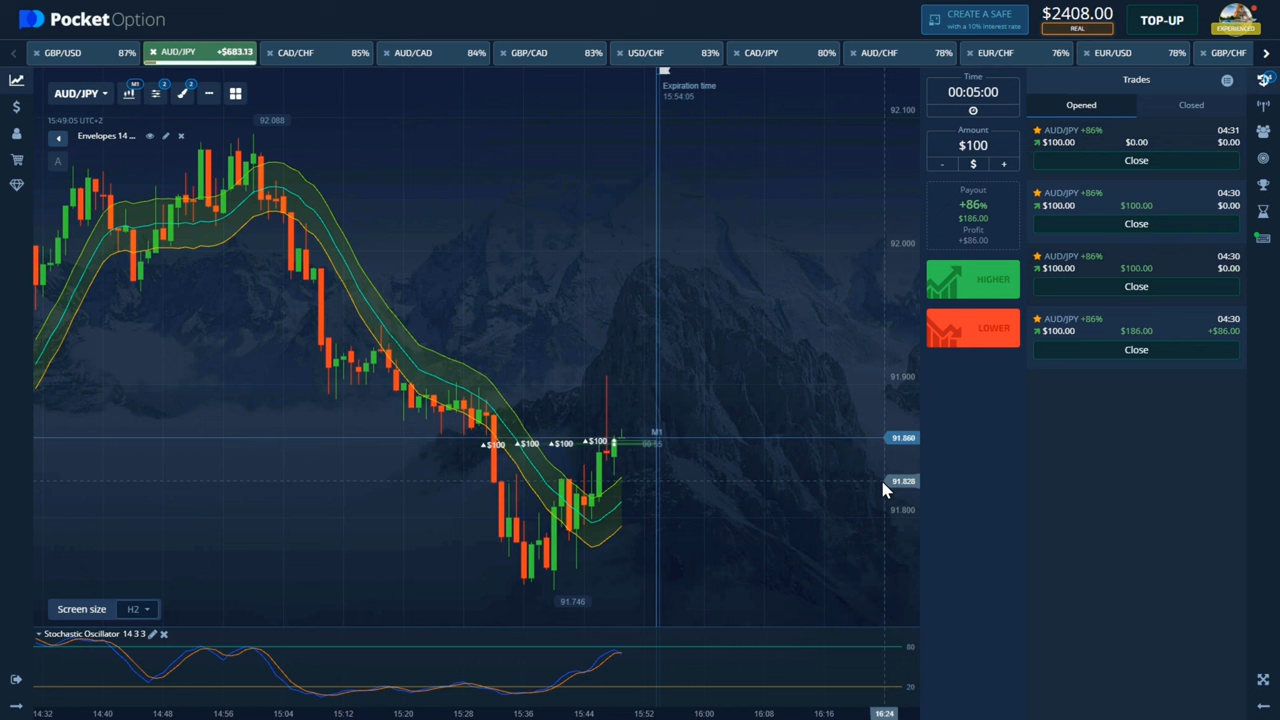 PocketOption
CREATE A SAFE
with a 10% interest rate
$2408.00
REAL
TOP-UP
EXPERIENCED
GBP/USD 87%
AUD/JPY +$683.13
CAD/CHF 85%
AUD/CAD 84%
GBP/CAD 83%
USD/CHF 83%
CAD/JPY 80%
AUD/CHF 78%
EUR/CHF 76%
EUR/USD 78%
GBP/CHF
AUD/JPY
M1
2
2
15:49:05 UTC+2
Envelopes 14 ...
A
92.088
Expiration time
15:54:05
92.100
92.000
91.900
91.860
91.828
91.800
$100
$100
$100
$100
M1
91.746
Screen size H2
Stochastic Oscillator 14 3 3
80
20
14:32 14:40 14:48 14:56 15:04 15:12 15:20 15:28 15:36 15:44 15:52 16:00 16:08 16:16 16:24
Time
00:05:00
Amount
$100
- $ +
Payout
+86%
$186.00
Profit
+$86.00
HIGHER
LOWER
Trades
Opened Closed
AUD/JPY +86% 04:31
$100.00 $0.00 $0.00
Close
AUD/JPY +86% 04:30
$100.00 $100.00 $0.00
Close
AUD/JPY +86% 04:30
$100.00 $100.00 $0.00
Close
AUD/JPY +86% 04:30
$100.00 $186.00 +$86.00
Close